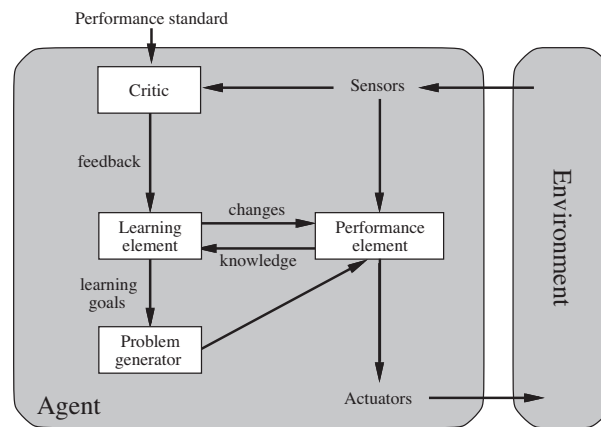 Performance standard
Critic
Sensors
feedback
changes
Learning
element
Performance
element
knowledge
learning
goals
Problem
generator
Actuators
Agent
Environment